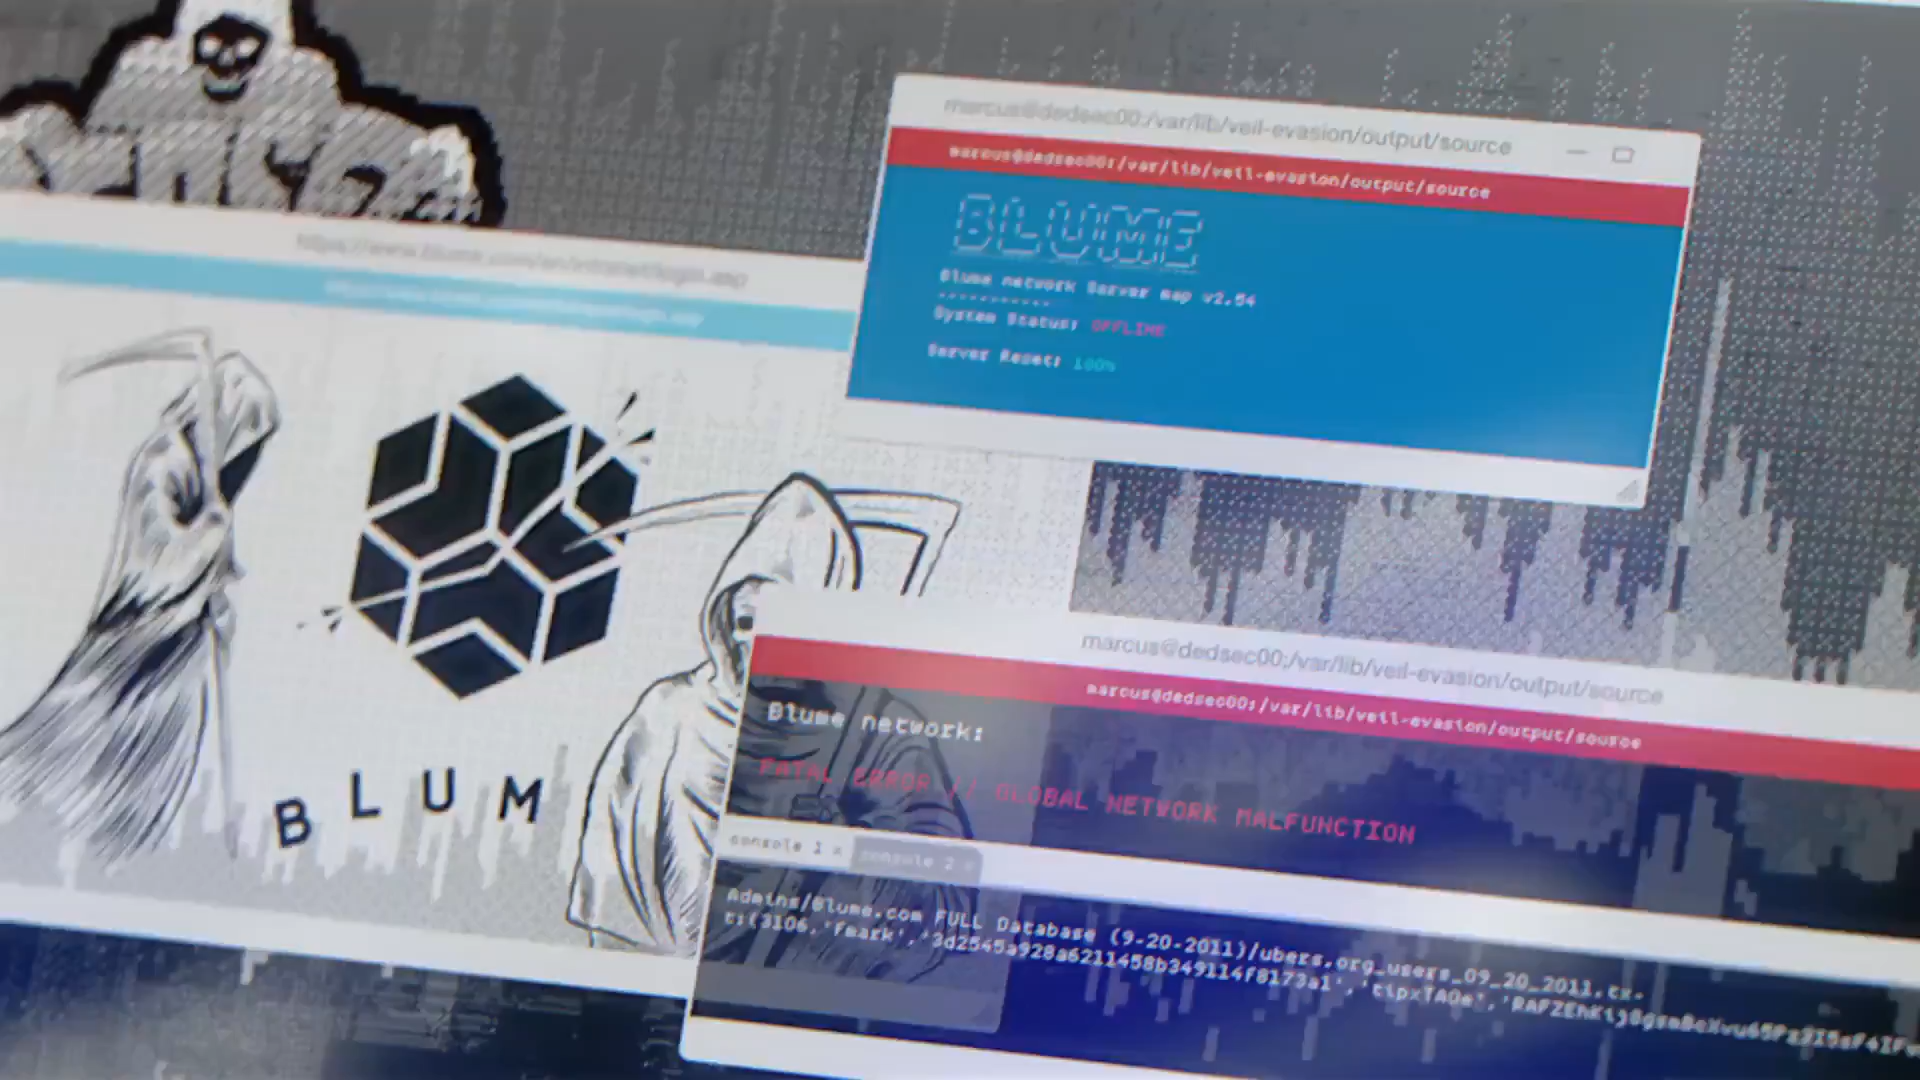 marcus@dedsec00:/var/lib/veil-evasion/output/source
marcus@dedsec00:/var/lib/veil-evasion/output/source
BLUME
Blume network Server map v2.54
-----------
System Status: OFFLINE
Server Reset: 100%
BLUM
marcus@dedsec00:/var/lib/veil-evasion/output/source
marcus@dedsec00:/var/lib/veil-evasion/output/source
Blume network:
FATAL ERROR // GLOBAL NETWORK MALFUNCTION
console 1 x
console 2 x
Admins/Blume.com FULL Database (9-20-2011)/ubers.org_users_09_20_2011.tx-
t:(3106,'Fmark','3d2545a928a6211458b349114f8173a1','tipxTA0e',